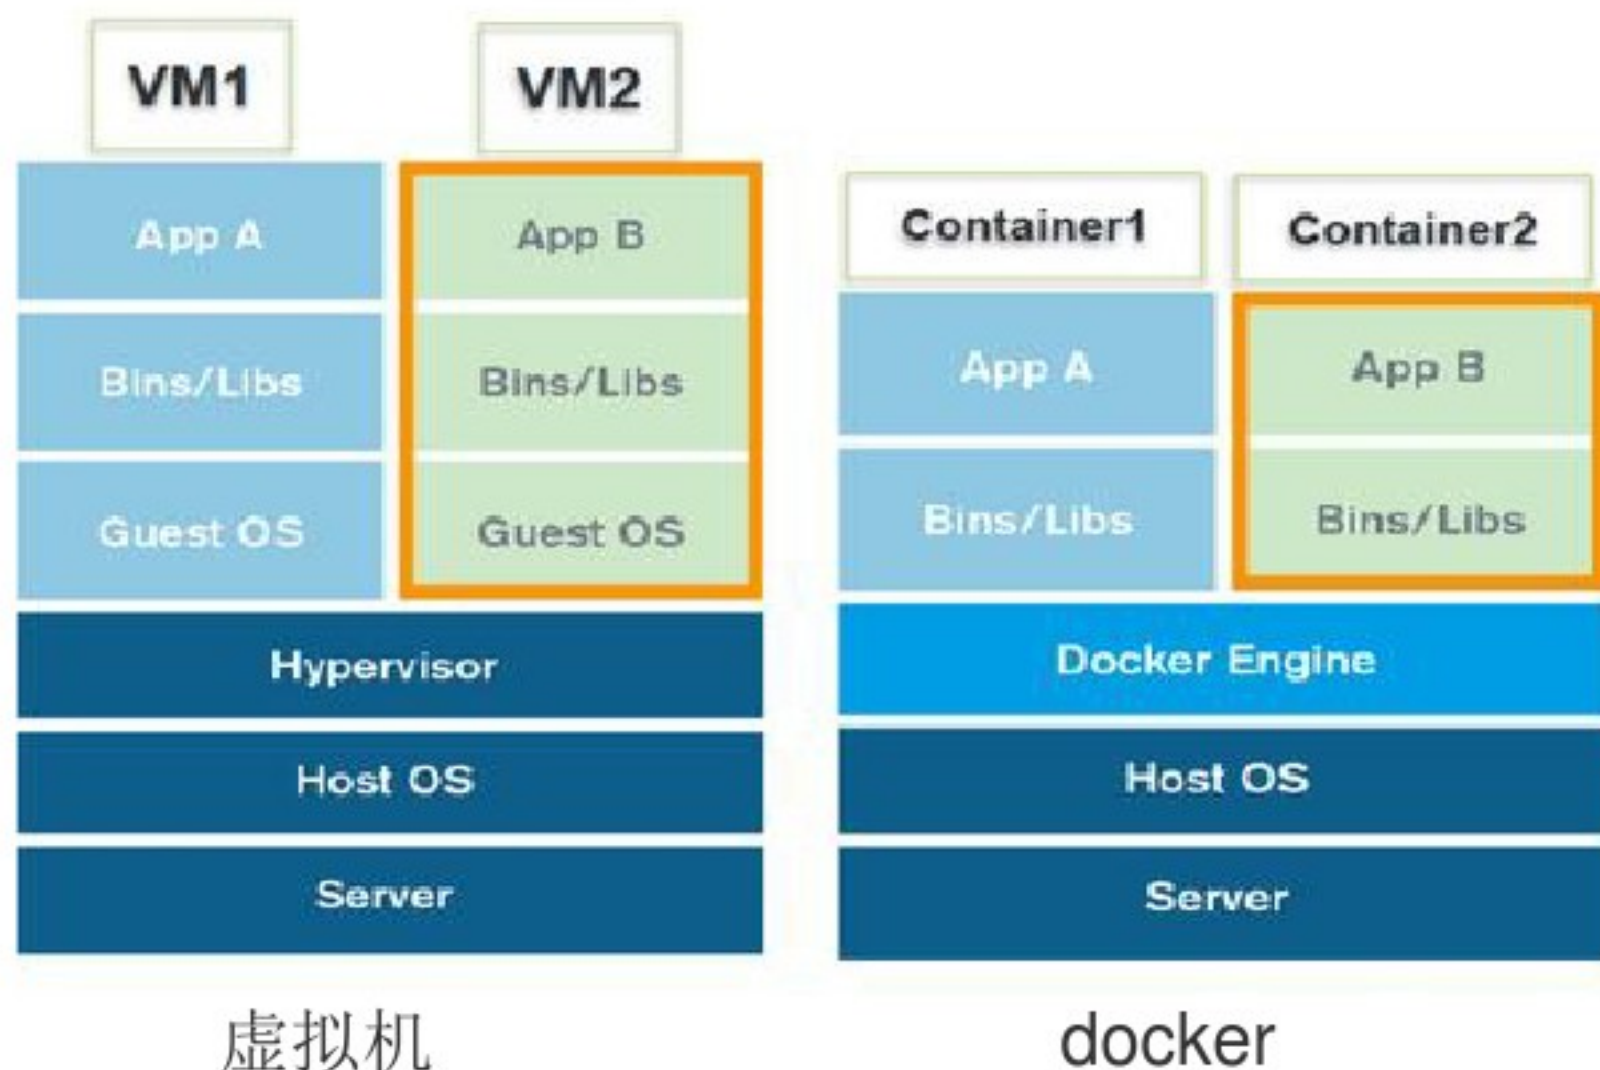 VM1
VM2
App A
App B
Bins/Libs
Bins/Libs
Guest OS
Guest OS
Hypervisor
Host OS
Server
虚拟机
Container1
Container2
App A
App B
Bins/Libs
Bins/Libs
Docker Engine
Host OS
Server
docker